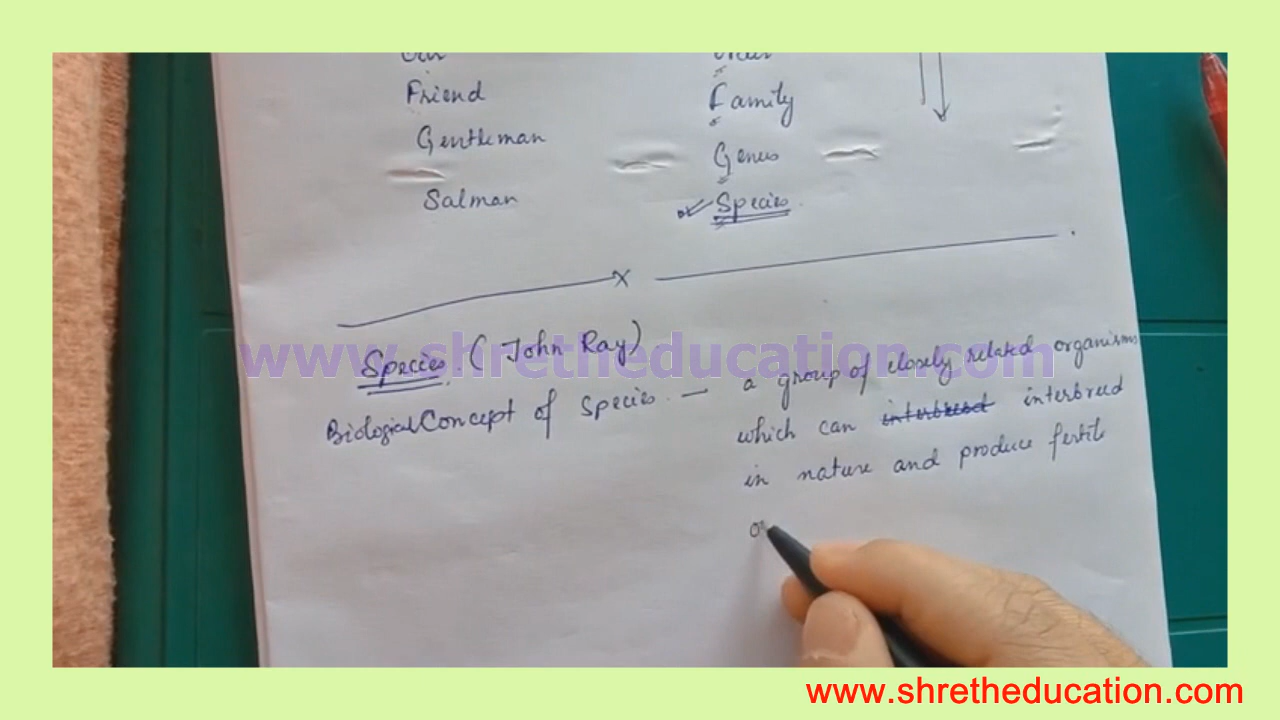 Friend Family
Gentleman Genus
Salman Species
x
Species (John Ray)
www.shretheducation.com
Biological Concept of Species — a group of closely related organisms
which can interbreed interbreed
in nature and produce fertile
www.shretheducation.com